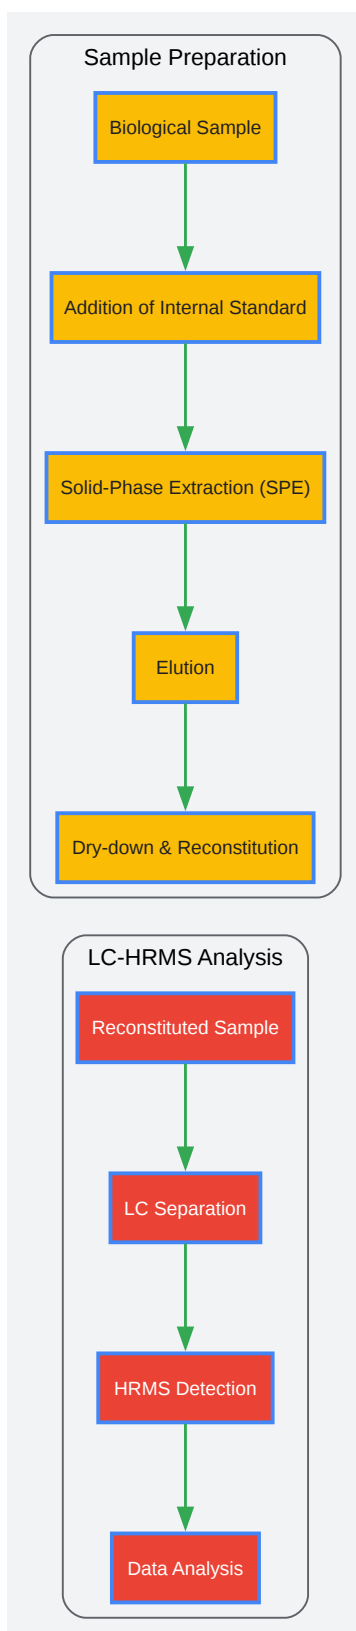 Sample Preparation
Biological Sample
Addition of Internal Standard
Solid-Phase Extraction (SPE)
Elution
Dry-down & Reconstitution
LC-HRMS Analysis
Reconstituted Sample
LC Separation
HRMS Detection
Data Analysis